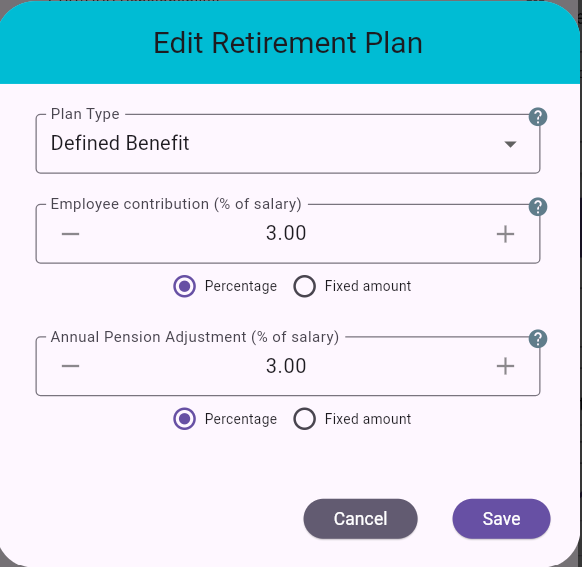 Edit Retirement Plan
Plan Type
?
Defined Benefit
Employee contribution (% of salary)
?
3.00
Percentage
Fixed amount
Annual Pension Adjustment (% of salary)
?
3.00
Percentage
Fixed amount
Cancel
Save